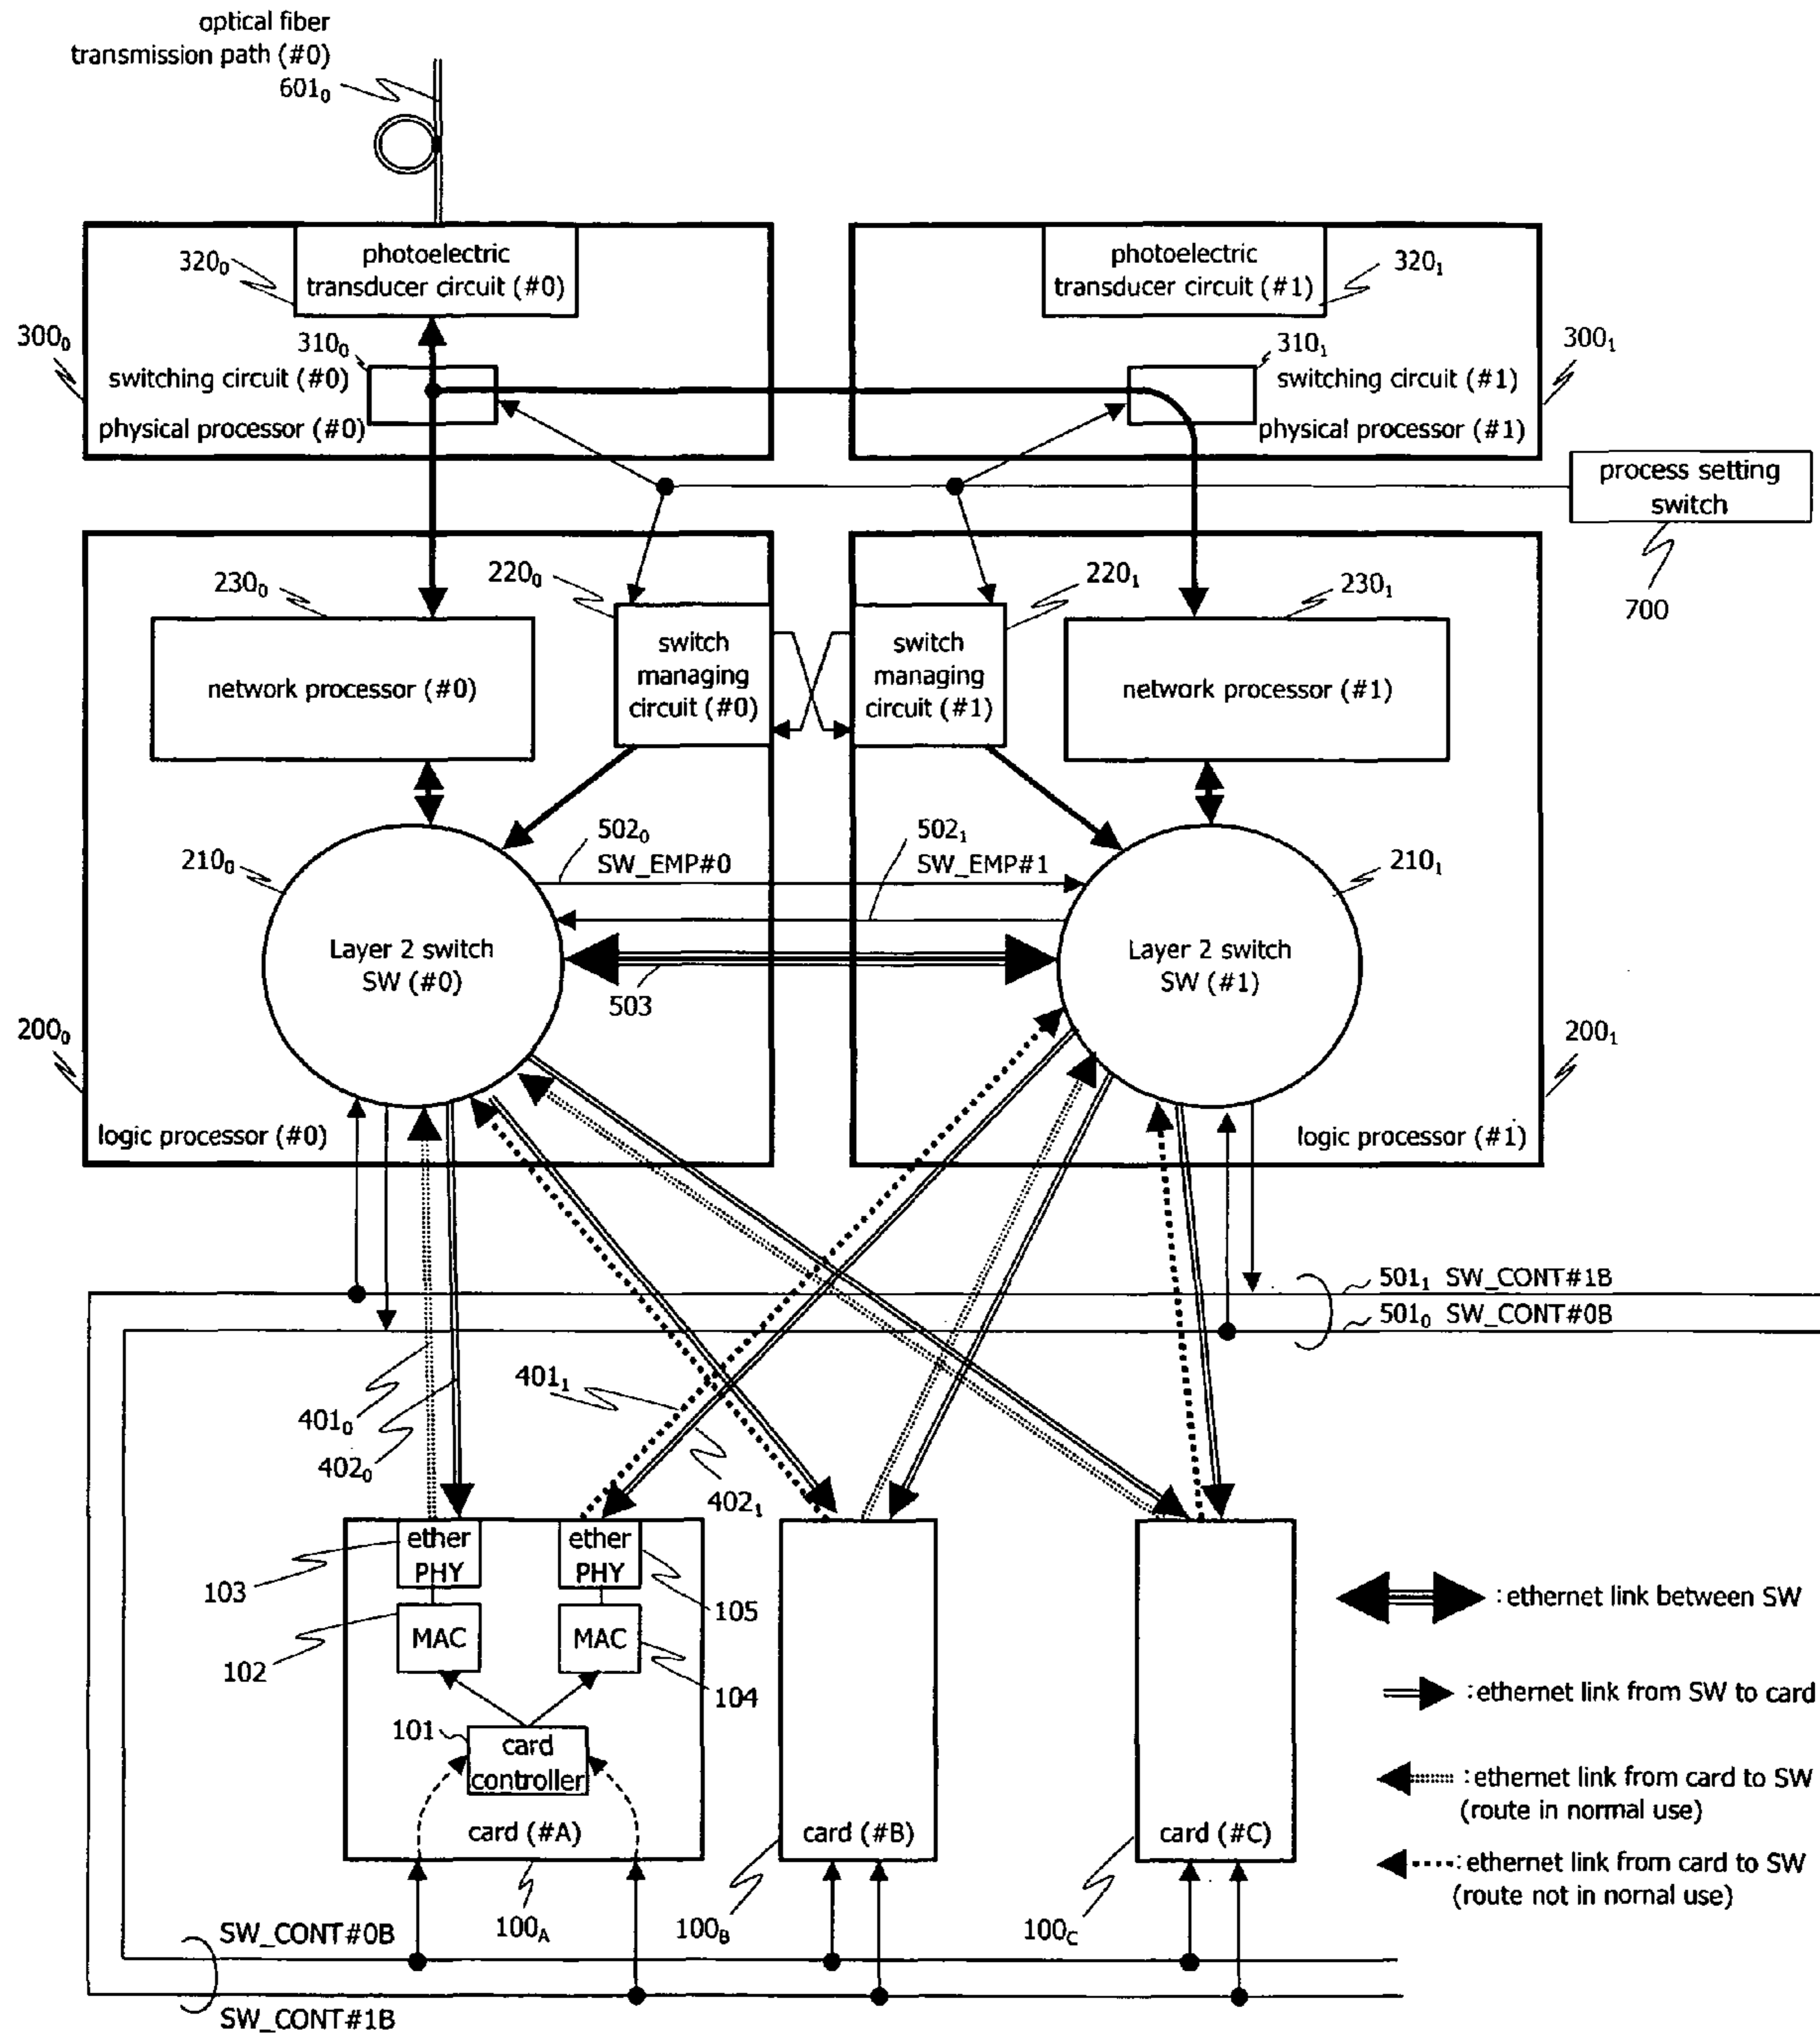 optical fiber
transmission path (#0)
601₀
photoelectric
transducer circuit (#0)
320₀
photoelectric
transducer circuit (#1)
320₁
300₀
310₀
switching circuit (#0)
physical processor (#0)
310₁
switching circuit (#1)
physical processor (#1)
300₁
process setting
switch
700
230₀
network processor (#0)
220₀
switch
managing
circuit (#0)
220₁
switch
managing
circuit (#1)
230₁
network processor (#1)
210₀
502₀
SW_EMP#0
502₁
SW_EMP#1
210₁
Layer 2 switch
SW (#0)
503
Layer 2 switch
SW (#1)
200₀
200₁
logic processor (#0)
logic processor (#1)
501₁ SW_CONT#1B
501₀ SW_CONT#0B
401₀
402₀
401₁
402₁
ether
PHY
ether
PHY
103
105
MAC
MAC
102
104
101
card
controller
card (#A)
card (#B)
card (#C)
100A
100B
100C
SW_CONT#0B
SW_CONT#1B
:ethernet link between SW
:ethernet link from SW to card
:ethernet link from card to SW
(route in normal use)
:ethernet link from card to SW
(route not in nornal use)